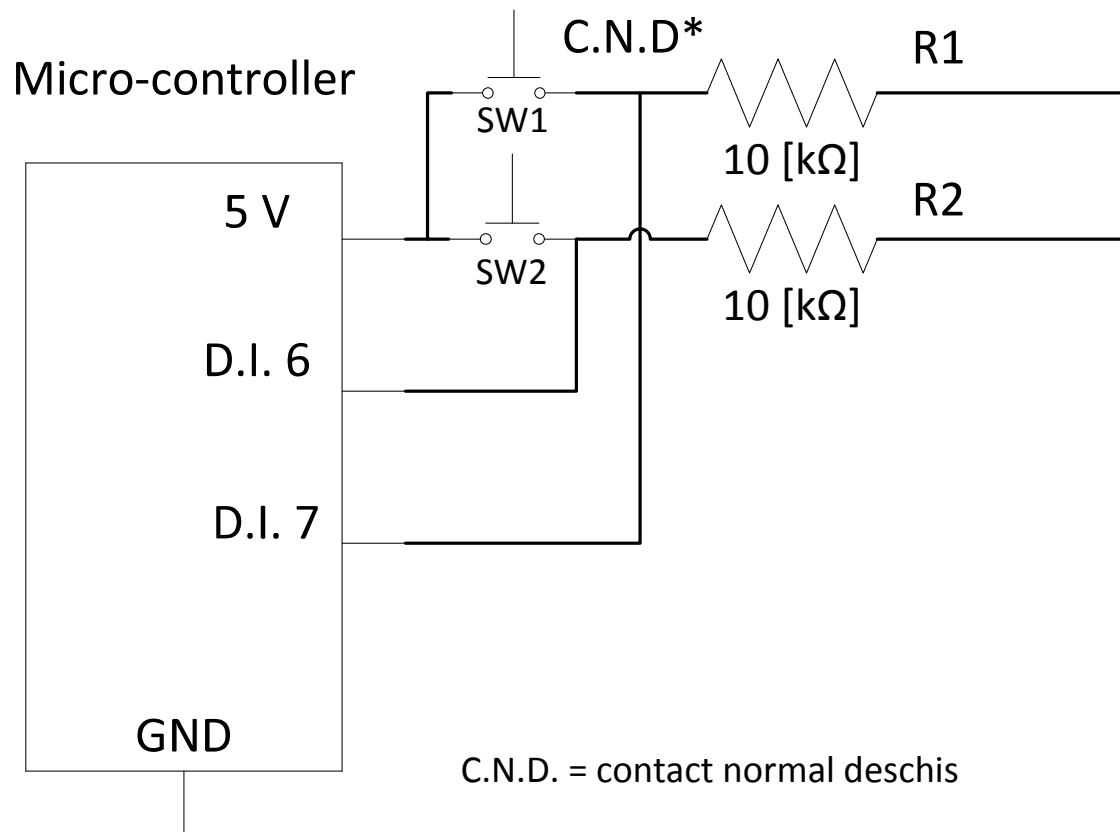 C.N.D*
R1
Micro-controller
SW1
10 [kΩ]
5 V
R2
SW2
10 [kΩ]
D.I. 6
D.I. 7
GND
C.N.D. = contact normal deschis